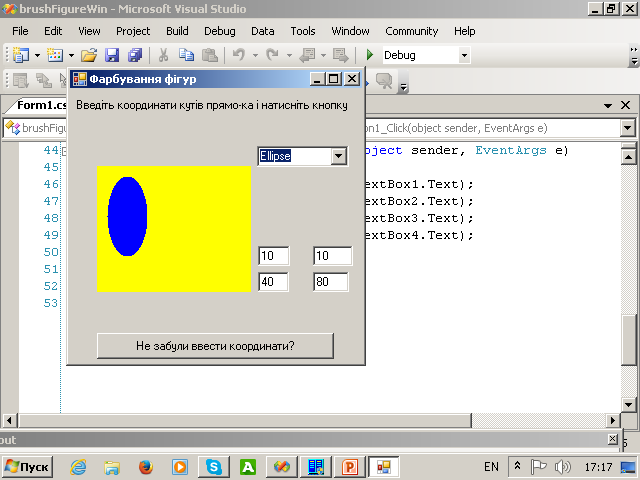 brushFigureWin - Microsoft Visual Studio
File Edit View Project Build Debug Data Tools Window Community Help
Debug
Фарбування фігур
Введіть координати кутів прямо-ка і натисніть кнопку
Ellipse
10 10
40 80
Не забули ввести координати?
Form1.cs
brushFigu on1_Click(object sender, EventArgs e)
44 object sender, EventArgs e)
45
46 extBox1.Text);
47 extBox2.Text);
48 extBox3.Text);
49 extBox4.Text);
50
51
52
53
out
Пуск EN 17:17